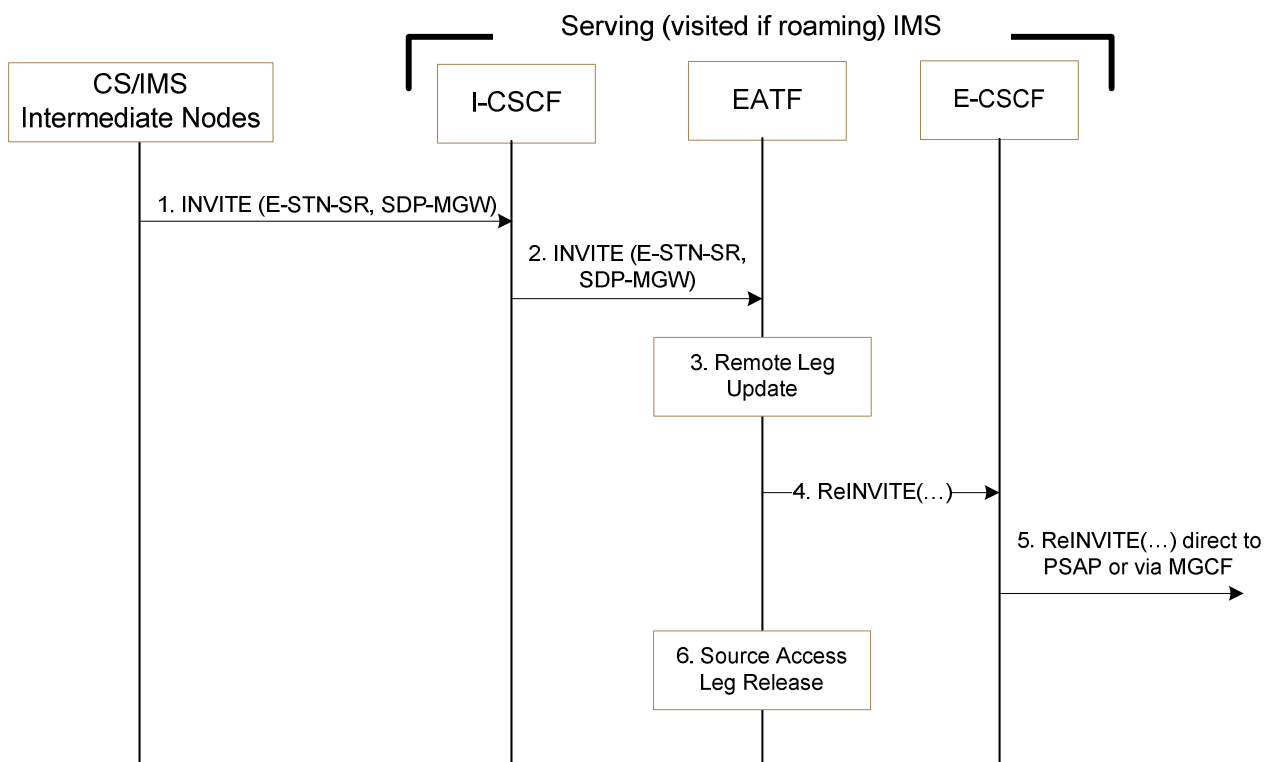 Serving (visited if roaming) IMS
CS/IMS
Intermediate Nodes
I-CSCF
EATF
E-CSCF
1. INVITE (E-STN-SR, SDP-MGW)
2. INVITE (E-STN-SR,
SDP-MGW)
3. Remote Leg
Update
4. ReINVITE(…)
5. ReINVITE(…) direct to
PSAP or via MGCF
6. Source Access
Leg Release